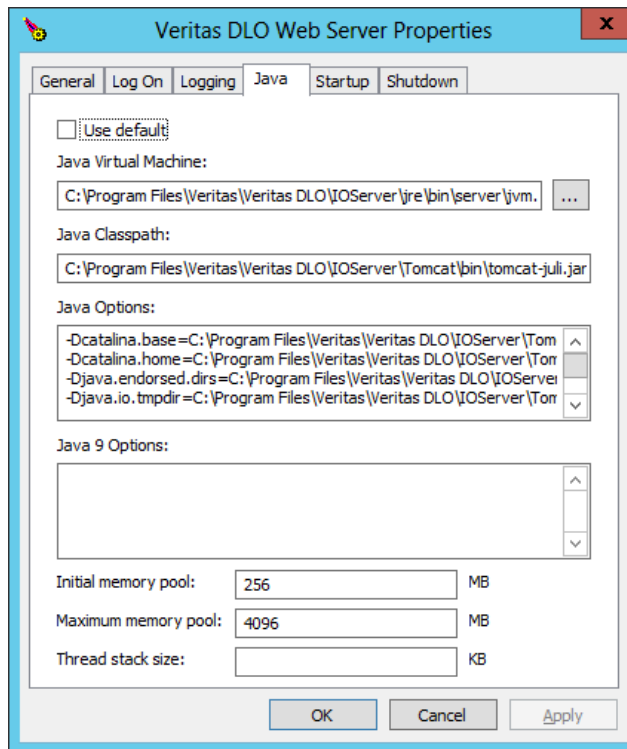 Veritas DLO Web Server Properties
x
General Log On Logging Java Startup Shutdown
Use default
Java Virtual Machine:
C:\Program Files\Veritas\Veritas DLO\IOServer\jre\bin\server\jvm. ...
Java Classpath:
C:\Program Files\Veritas\Veritas DLO\IOServer\Tomcat\bin\tomcat-juli.jar
Java Options:
-Dcatalina.base=C:\Program Files\Veritas\Veritas DLO\IOServer\Tom
-Dcatalina.home=C:\Program Files\Veritas\Veritas DLO\IOServer\Tom
-Djava.endorsed.dirs=C:\Program Files\Veritas\Veritas DLO\IOServer
-Djava.io.tmpdir=C:\Program Files\Veritas\Veritas DLO\IOServer\Tom
Java 9 Options:
Initial memory pool: 256 MB
Maximum memory pool: 4096 MB
Thread stack size: KB
OK Cancel Apply